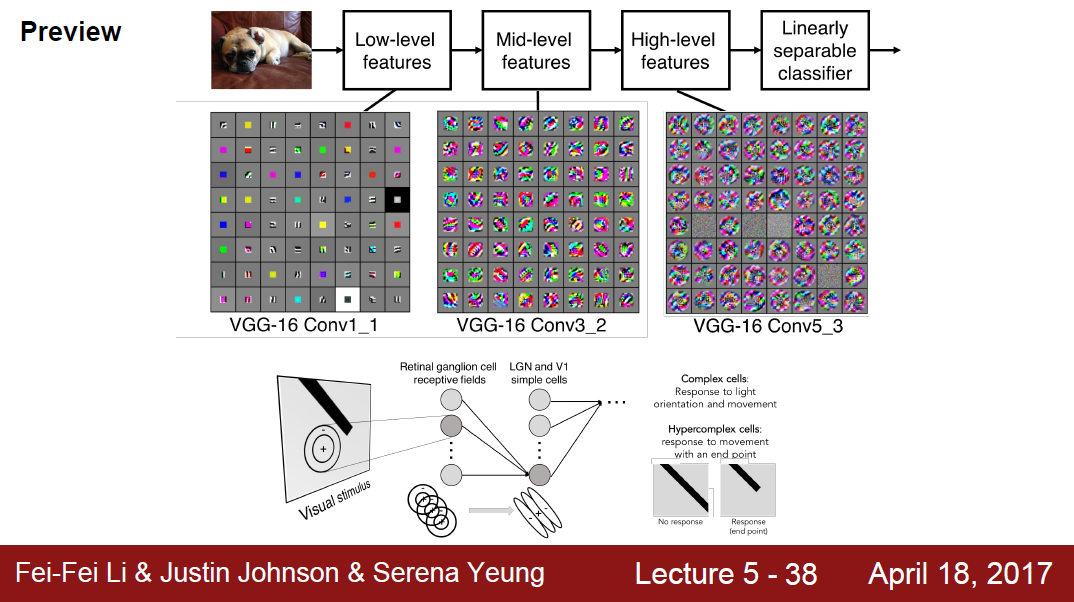 Preview
Low-level
features
Mid-level
features
High-level
features
Linearly
separable
classifier
VGG-16 Conv1_1
VGG-16 Conv3_2
VGG-16 Conv5_3
Retinal ganglion cell
receptive fields
LGN and V1
simple cells
Visual stimulus
Complex cells:
Response to light
orientation and movement
Hypercomplex cells:
response to movement
with an end point
No response
Response
(end point)
Fei-Fei Li & Justin Johnson & Serena Yeung
Lecture 5 - 38
April 18, 2017